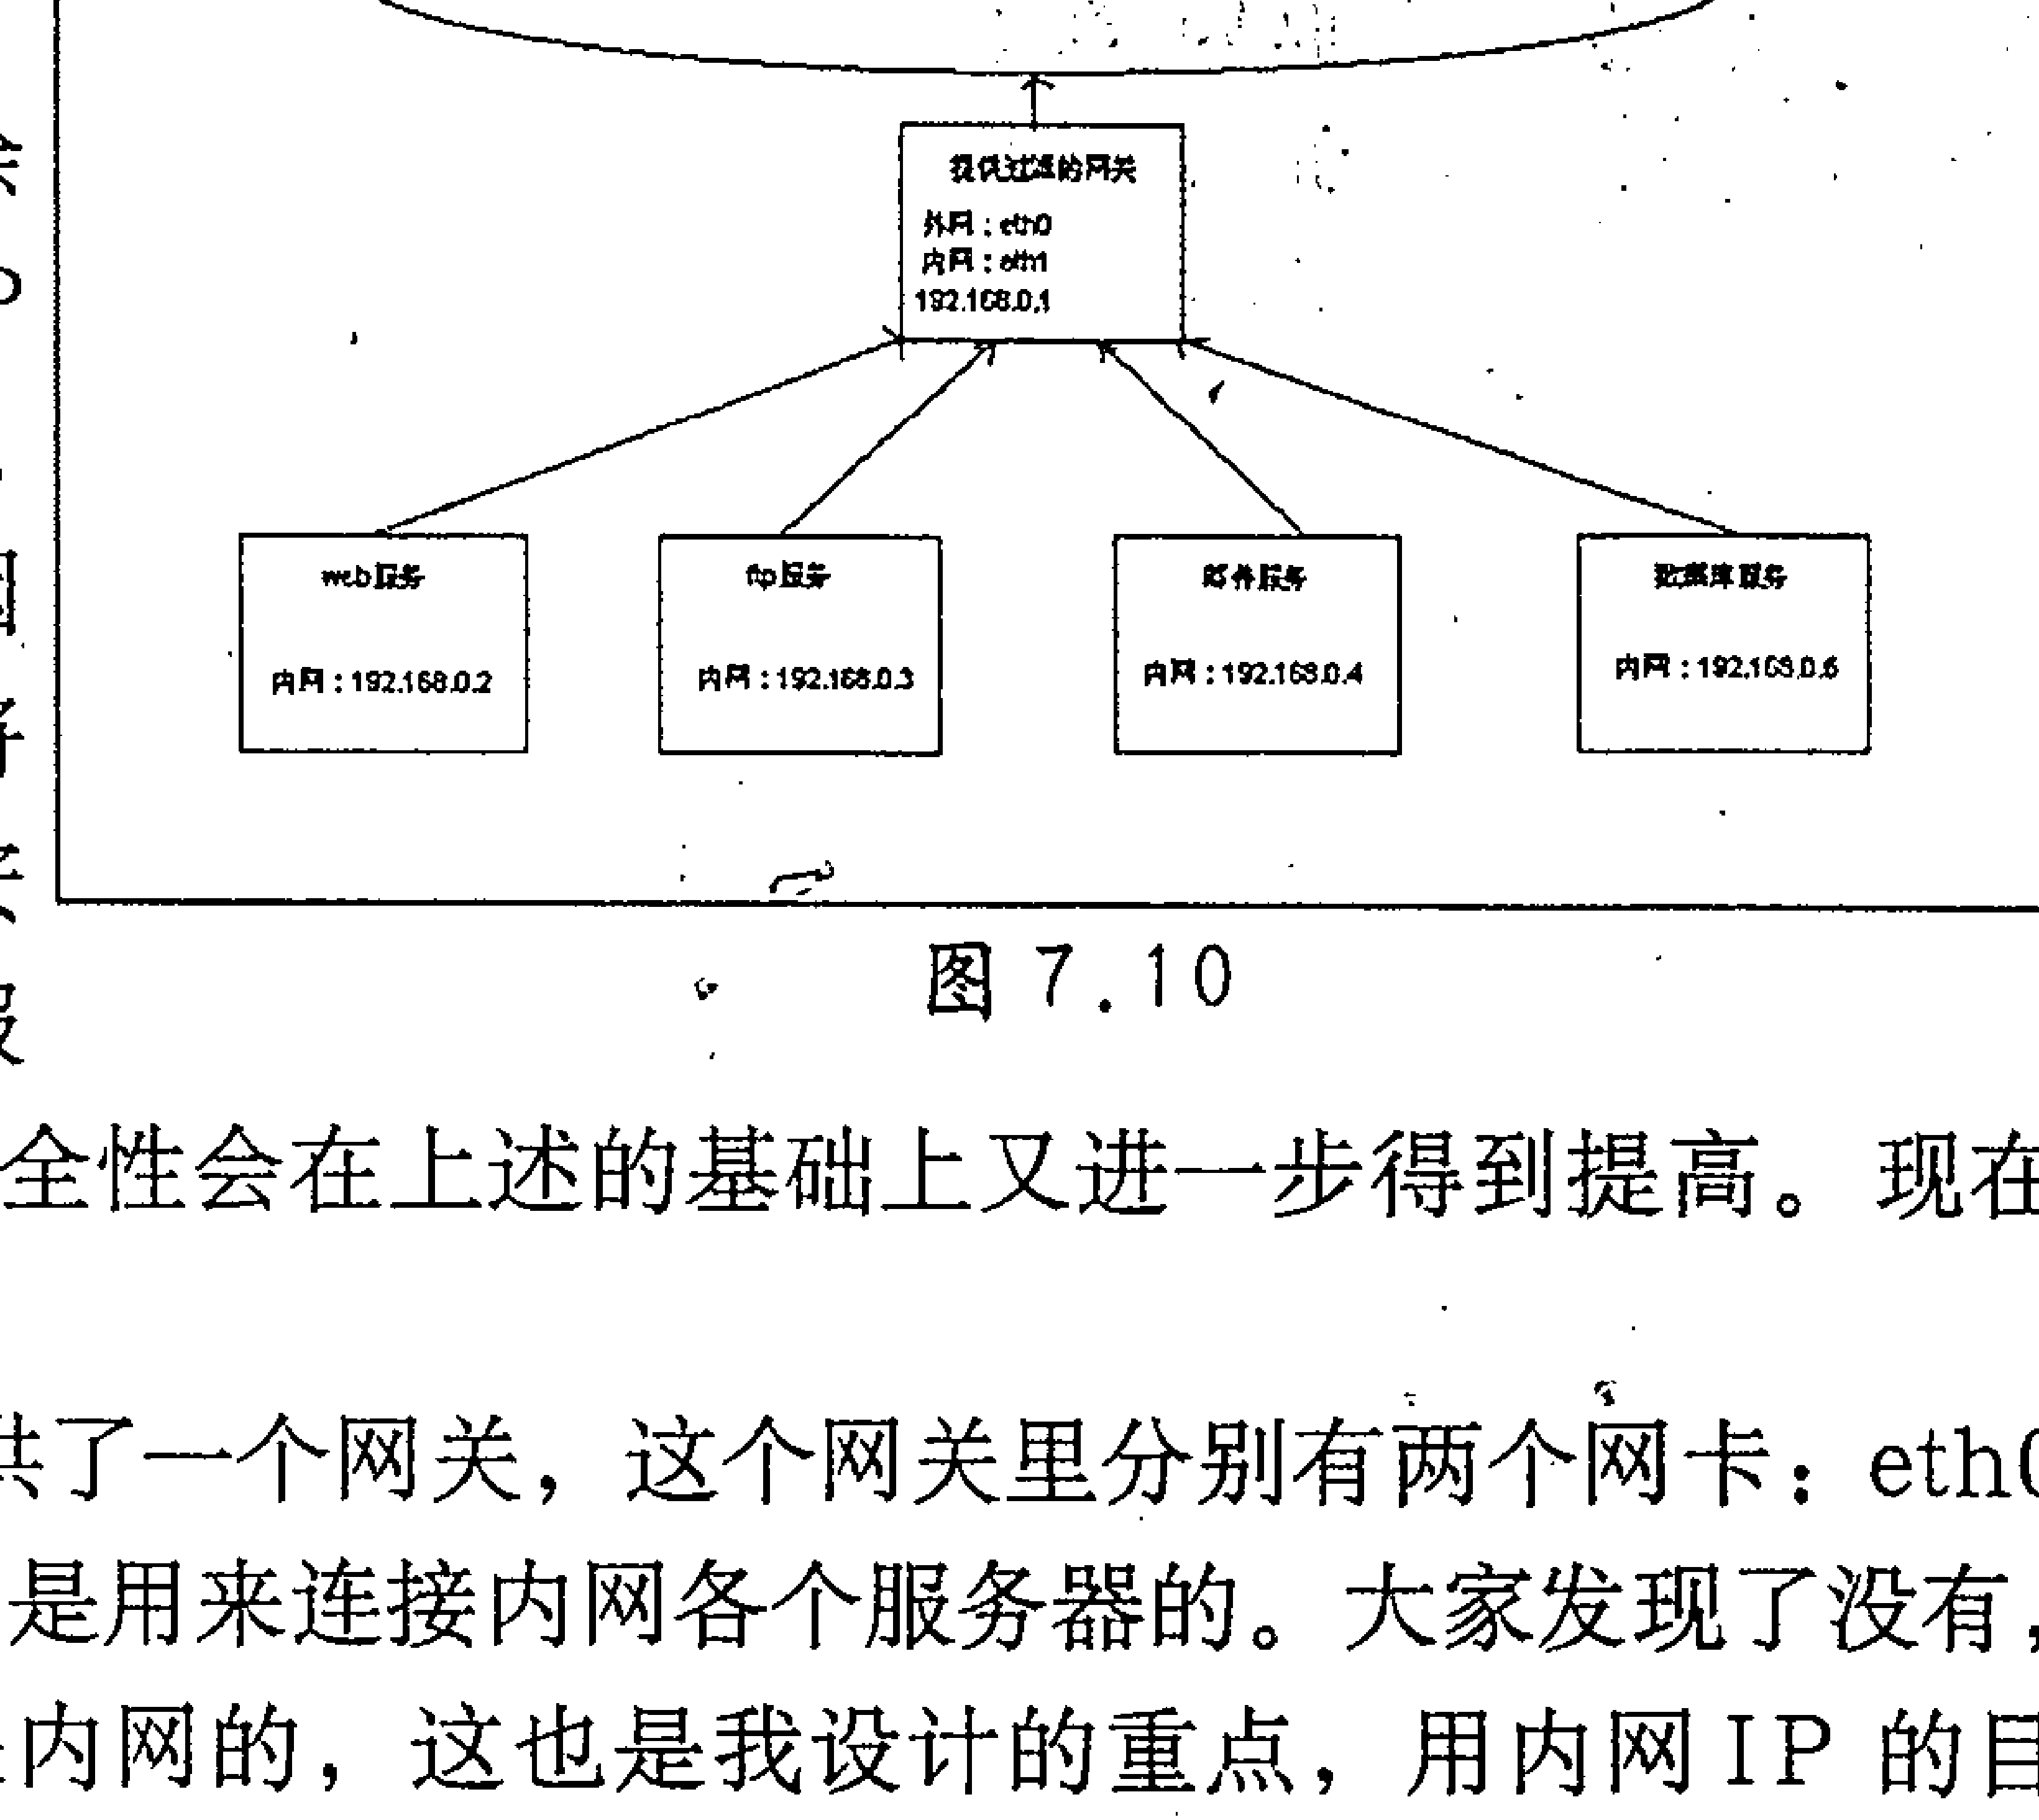 提供过滤的网关
外网：eth0
内网：eth1
192.168.0.1
web服务
ftp服务
邮件服务
数据库服务
内网：192.168.0.2
内网：192.168.0.3
内网：192.168.0.4
内网：192.168.0.
图 7.10
全性会在上述的基础上又进一步得到提高。现在
供了一个网关，这个网关里分别有两个网卡：eth0
是用来连接内网各个服务器的。大家发现了没有，
内网的，这也是我设计的重点，用内网IP 的目